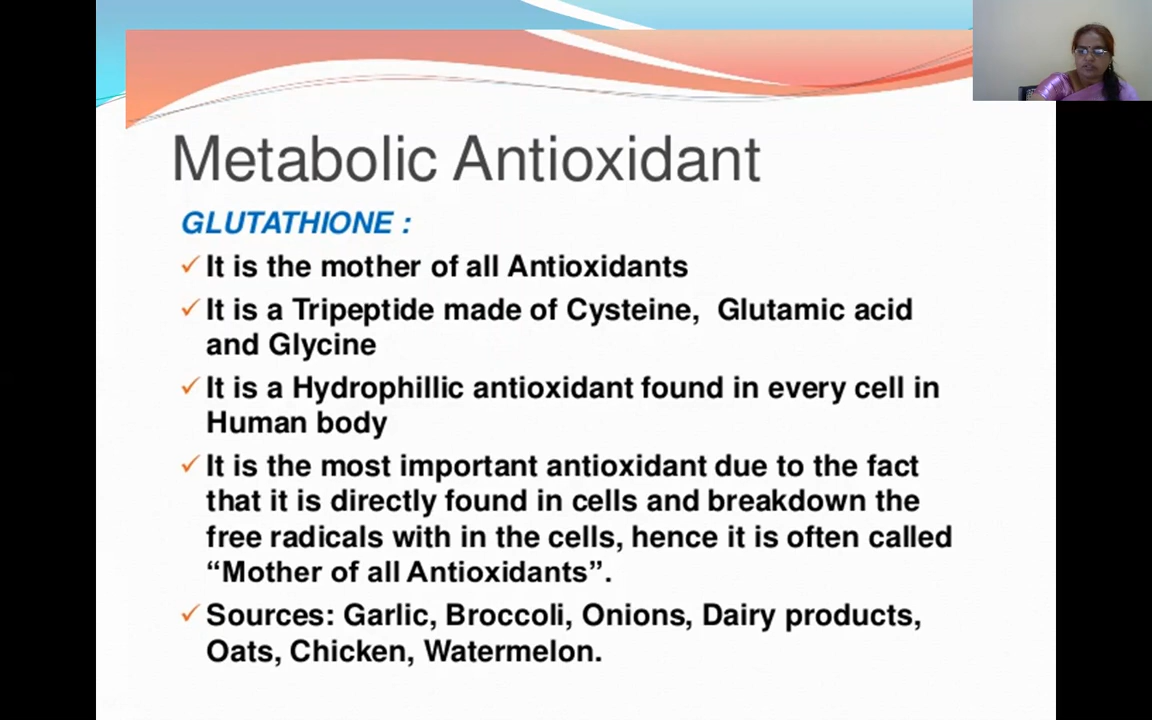 Metabolic Antioxidant
GLUTATHIONE :
✓ It is the mother of all Antioxidants
✓ It is a Tripeptide made of Cysteine, Glutamic acid
and Glycine
✓ It is a Hydrophillic antioxidant found in every cell in
Human body
✓ It is the most important antioxidant due to the fact
that it is directly found in cells and breakdown the
free radicals with in the cells, hence it is often called
“Mother of all Antioxidants”.
✓ Sources: Garlic, Broccoli, Onions, Dairy products,
Oats, Chicken, Watermelon.